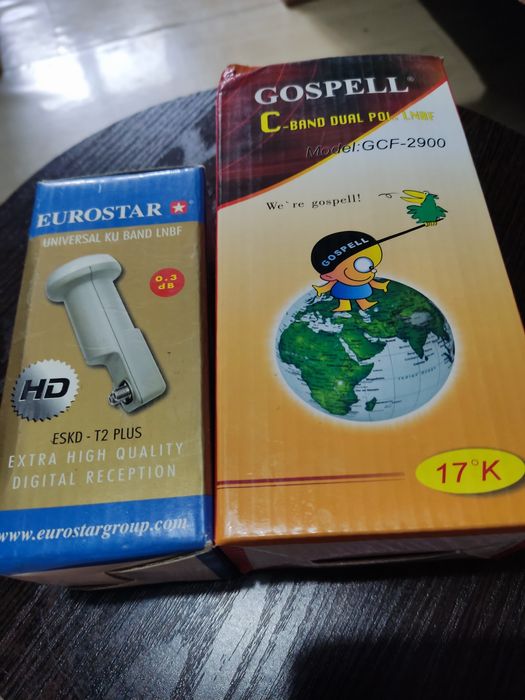 EUROSTAR
UNIVERSAL KU BAND LNBF
0.3
dB
HD
ESKD - T2 PLUS
EXTRA HIGH QUALITY
DIGITAL RECEPTION
www.eurostargroup.com
GOSPELL®
C-BAND DUAL POL. LNBF
Model:GCF-2900
We're gospell!
GOSPELL
17°K